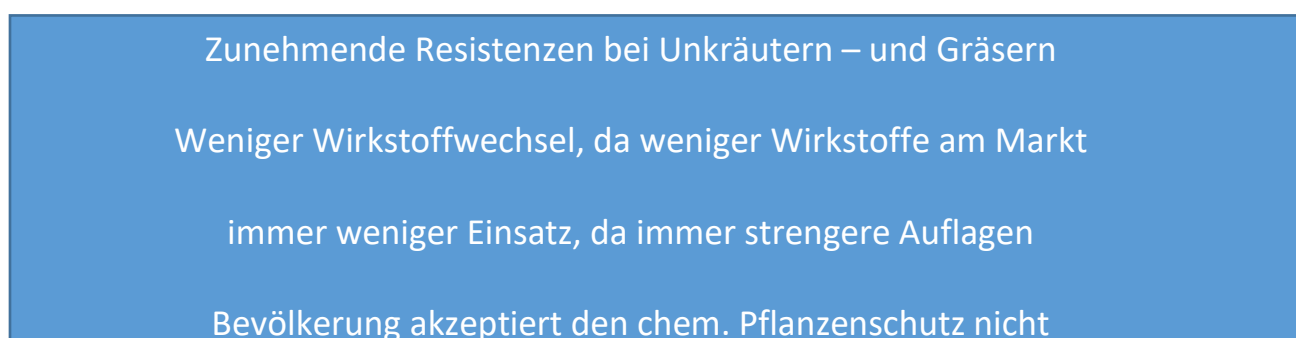 Zunehmende Resistenzen bei Unkräutern – und Gräsern
Weniger Wirkstoffwechsel, da weniger Wirkstoffe am Markt
immer weniger Einsatz, da immer strengere Auflagen
Bevölkerung akzeptiert den chem. Pflanzenschutz nicht